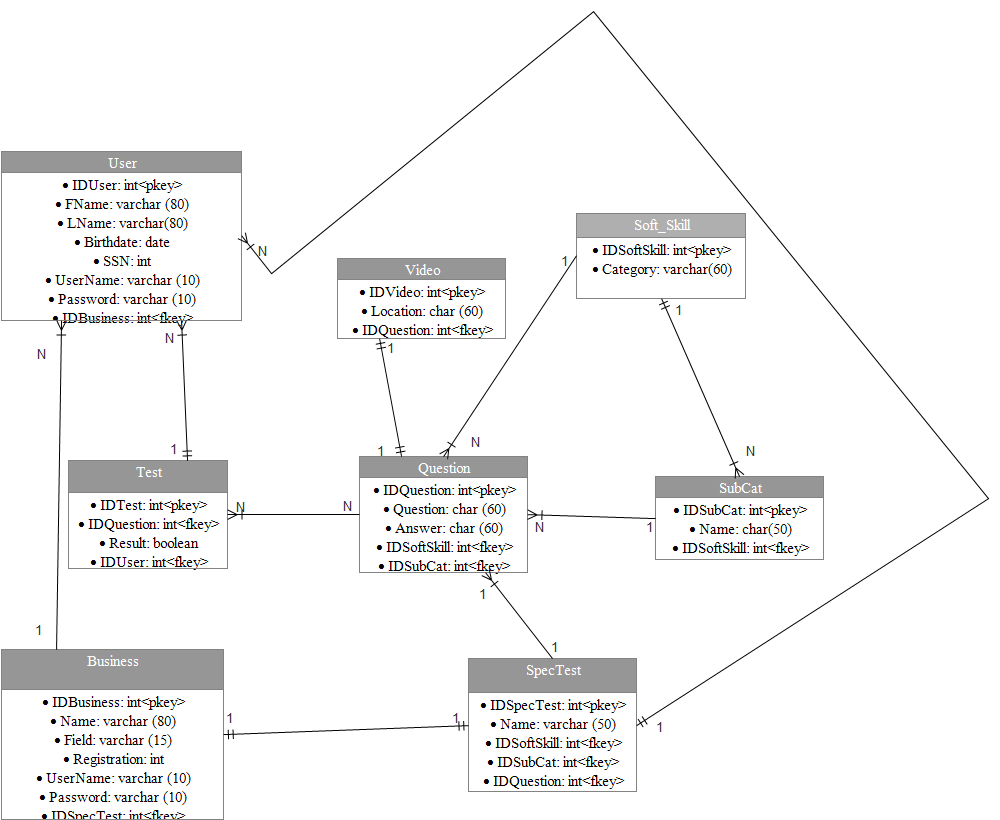 User
• IDUser: int<pkey>
• FName: varchar (80)
• LName: varchar(80)
• Birthdate: date
• SSN: int
• UserName: varchar (10)
• Password: varchar (10)
• IDBusiness: int<fkey>
N
N
N
Soft_Skill
• IDSoftSkill: int<pkey>
• Category: varchar(60)
1
1
Video
• IDVideo: int<pkey>
• Location: char (60)
• IDQuestion: int<fkey>
1
1
N
N
1
Test
• IDTest: int<pkey>
• IDQuestion: int<fkey>
• Result: boolean
• IDUser: int<fkey>
N
N
Question
• IDQuestion: int<pkey>
• Question: char (60)
• Answer: char (60)
• IDSoftSkill: int<fkey>
• IDSubCat: int<fkey>
N
1
SubCat
• IDSubCat: int<pkey>
• Name: char(50)
• IDSoftSkill: int<fkey>
1
1
1
Business
• IDBusiness: int<pkey>
• Name: varchar (80)
• Field: varchar (15)
• Registration: int
• UserName: varchar (10)
• Password: varchar (10)
• IDSpecTest: int<fkey>
1
1
SpecTest
• IDSpecTest: int<pkey>
• Name: varchar (50)
• IDSoftSkill: int<fkey>
• IDSubCat: int<fkey>
• IDQuestion: int<fkey>
1